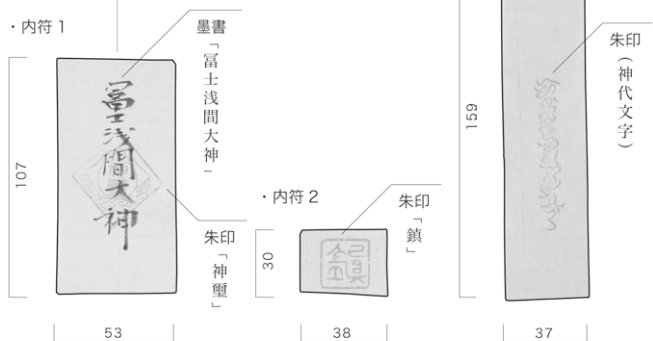 ・内符 1
墨書
「冨士浅間大神」
冨士浅間大神
107
朱印
「神璽」
53
・内符 2
朱印
「鎮」
鎮
30
38
朱印
(神代文字)
159
37